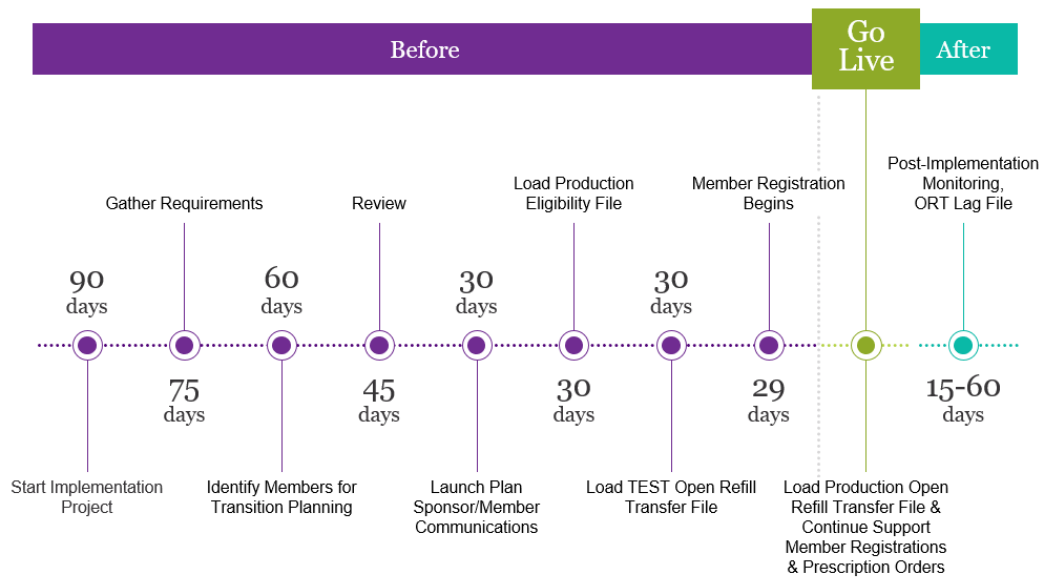 Before
Go
Live
After
Post-Implementation
Monitoring,
ORT Lag File
Load Production
Eligibility File
Member Registration
Begins
Gather Requirements
Review
90
days
60
days
30
days
30
days
75
days
45
days
30
days
29
days
15-60
days
Start Implementation
Project
Identify Members for
Transition Planning
Launch Plan
Sponsor/Member
Communications
Load TEST Open Refill
Transfer File
Load Production Open
Refill Transfer File &
Continue Support
Member Registrations
& Prescription Orders